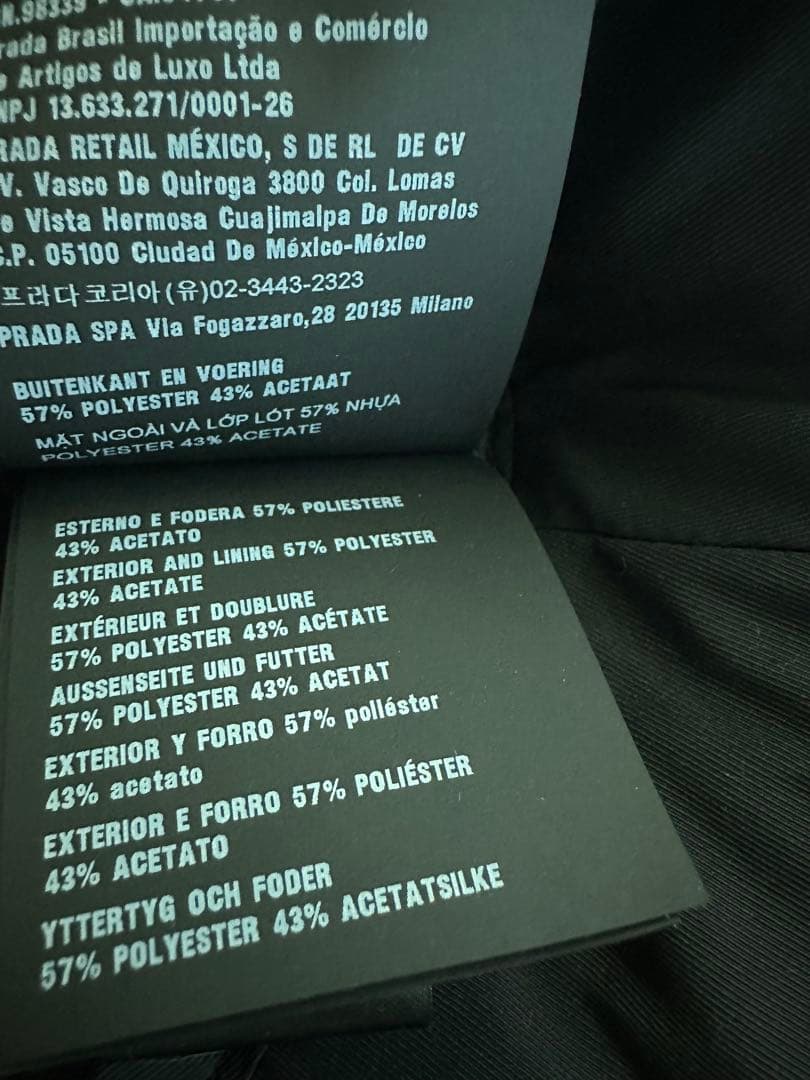 N.98339
rada Brasil Importação e Comércio
Artigos de Luxo Ltda
NPJ 13.633.271/0001-26
RADA RETAIL MÉXICO, S DE RL DE CV
V. Vasco De Quiroga 3800 Col. Lomas
e Vista Hermosa Cuajimalpa De Morelos
C.P. 05100 Ciudad De México-México
프라다코리아(유)02-3443-2323
PRADA SPA Via Fogazzaro,28 20135 Milano
BUITENKANT EN VOERING
57% POLYESTER 43% ACETAAT
MẶT NGOÀI VÀ LỚP LÓT 57% NHỰA
POLYESTER 43% ACETATE
ESTERNO E FODERA 57% POLIESTERE
43% ACETATO
EXTERIOR AND LINING 57% POLYESTER
43% ACETATE
EXTÉRIEUR ET DOUBLURE
57% POLYESTER 43% ACÉTATE
AUSSENSEITE UND FUTTER
57% POLYESTER 43% ACETAT
EXTERIOR Y FORRO 57% poliéster
43% acetato
EXTERIOR E FORRO 57% POLIÉSTER
43% ACETATO
YTTERTYG OCH FODER
57% POLYESTER 43% ACETATSILKE